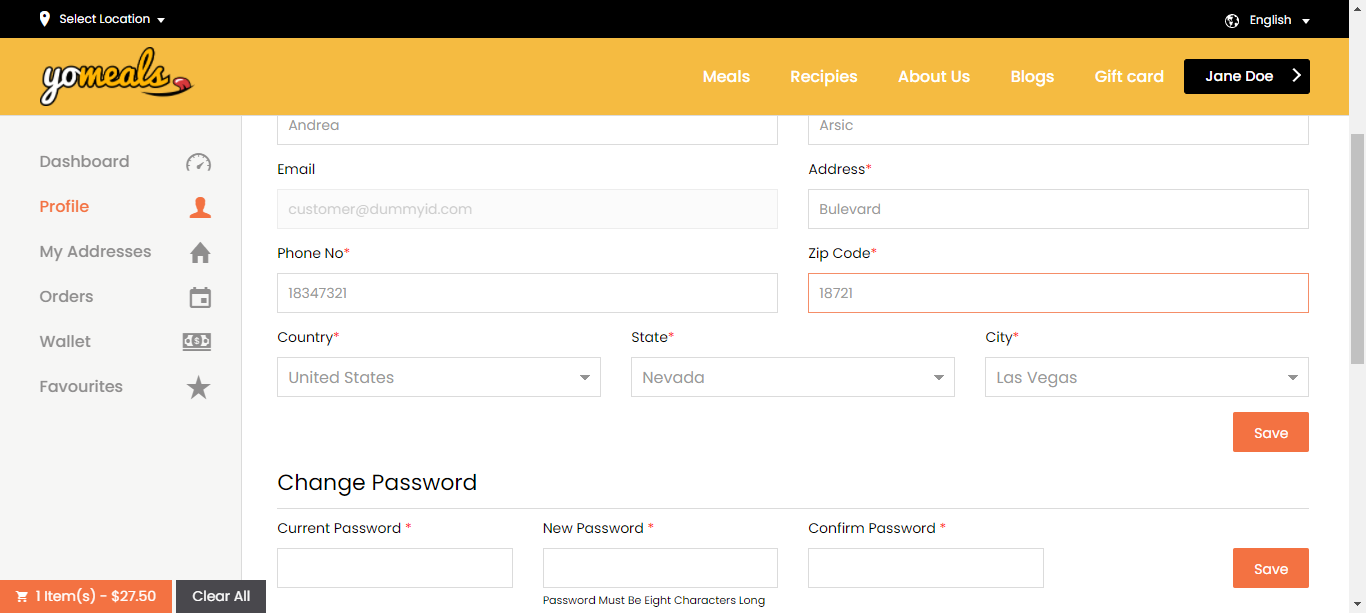 Select Location
English
yomeals
Meals
Recipies
About Us
Blogs
Gift card
Jane Doe
Dashboard
Profile
My Addresses
Orders
Wallet
Favourites
Andrea
Arsic
Email
Address*
customer@dummyid.com
Bulevard
Phone No*
Zip Code*
18347321
18721
Country*
State*
City*
United States
Nevada
Las Vegas
Save
Change Password
Current Password *
New Password *
Confirm Password *
Save
Password Must Be Eight Characters Long
1 Item(s) - $27.50
Clear All